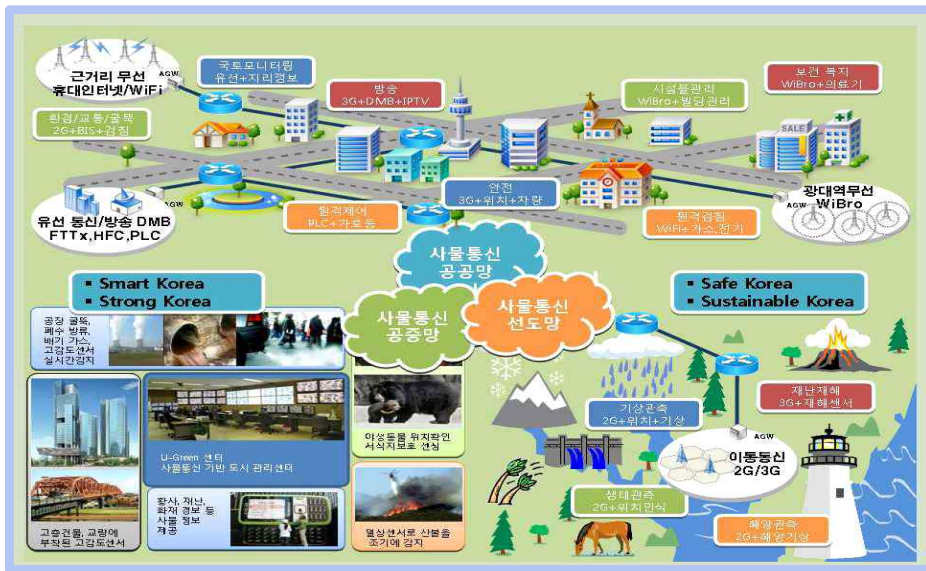 근거리 무선
휴대인터넷/WiFi
AGW
국토모니터링
유선+지리정보
방송
3G+DMB+IPTV
시설물관리
WiBro+빌딩관리
보건 복지
WiBro+의료기
환경/교통/굴뚝
2G+BIS+검침
SALE
AGW
유선 통신/방송 DMB
FTTx,HFC,PLC
원격제어
PLC+가로등
안전
3G+위치+차량
원격검침
WiFi+가스,전기
AGW
광대역무선
WiBro
사물통신
공공망
사물통신
공중망
사물통신
선도망
▪ Smart Korea
▪ Strong Korea
▪ Safe Korea
▪ Sustainable Korea
공장 굴뚝,
폐수 방류,
배기 가스,
고감도센서
실시간감지
U-Green 센터
사물통신 기반 도시 관리센터
야생동물 위치확인
서식지보호 센싱
고층건물, 교량에
부착된 고감도센서
황사, 재난,
화재 경보 등
사물 정보
제공
열상센서로 산불을
조기에 감지
기상관측
2G+위치+기상
재난재해
3G+재해센서
AGW
이동통신
2G/3G
생태관측
2G+위치인식
해양관측
2G+해양기상